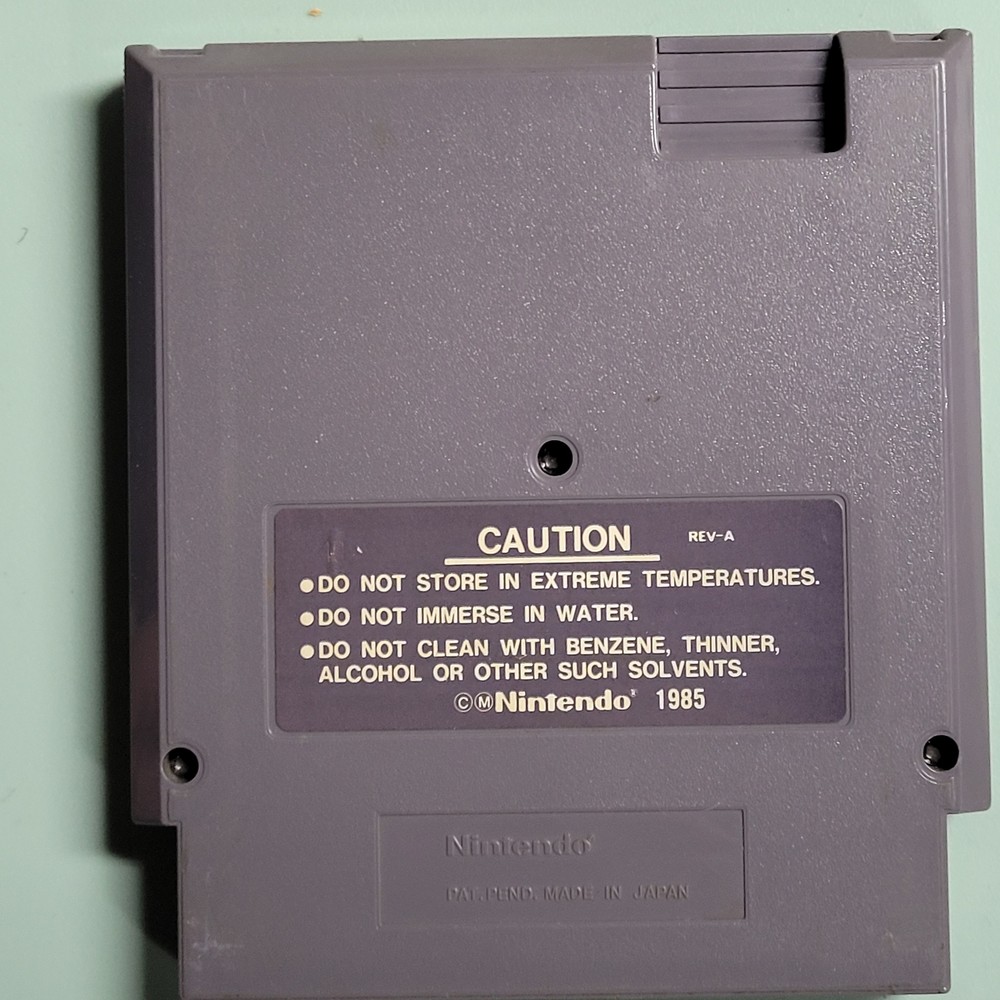 CAUTION REV-A
●DO NOT STORE IN EXTREME TEMPERATURES.
●DO NOT IMMERSE IN WATER.
●DO NOT CLEAN WITH BENZENE, THINNER,
ALCOHOL OR OTHER SUCH SOLVENTS.
©ⓂNintendo® 1985
Nintendo®
PAT. PEND. MADE IN JAPAN